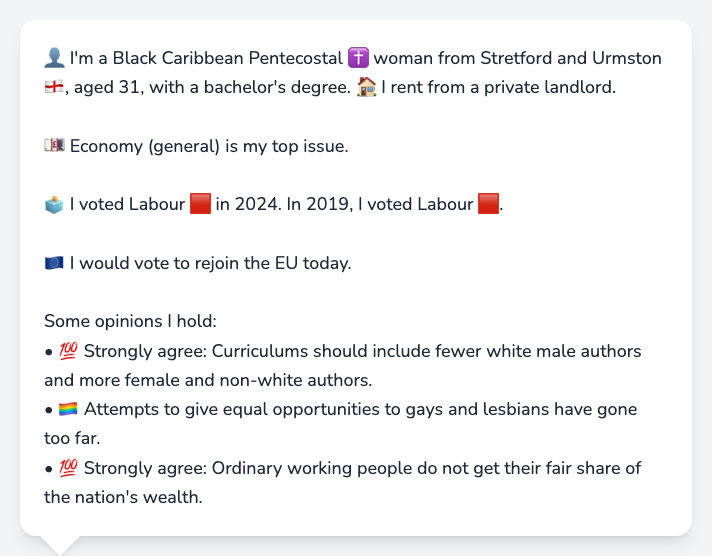 👤 I'm a Black Caribbean Pentecostal ✝️ woman from Stretford and Urmston
🏴󠁧󠁢󠁥󠁮󠁧󠁿, aged 31, with a bachelor's degree. 🏠 I rent from a private landlord.
💷 Economy (general) is my top issue.
🗳️ I voted Labour 🟥 in 2024. In 2019, I voted Labour 🟥.
🇪🇺 I would vote to rejoin the EU today.
Some opinions I hold:
• 💯 Strongly agree: Curriculums should include fewer white male authors
and more female and non-white authors.
• 🏳️‍🌈 Attempts to give equal opportunities to gays and lesbians have gone
too far.
• 💯 Strongly agree: Ordinary working people do not get their fair share of
the nation's wealth.